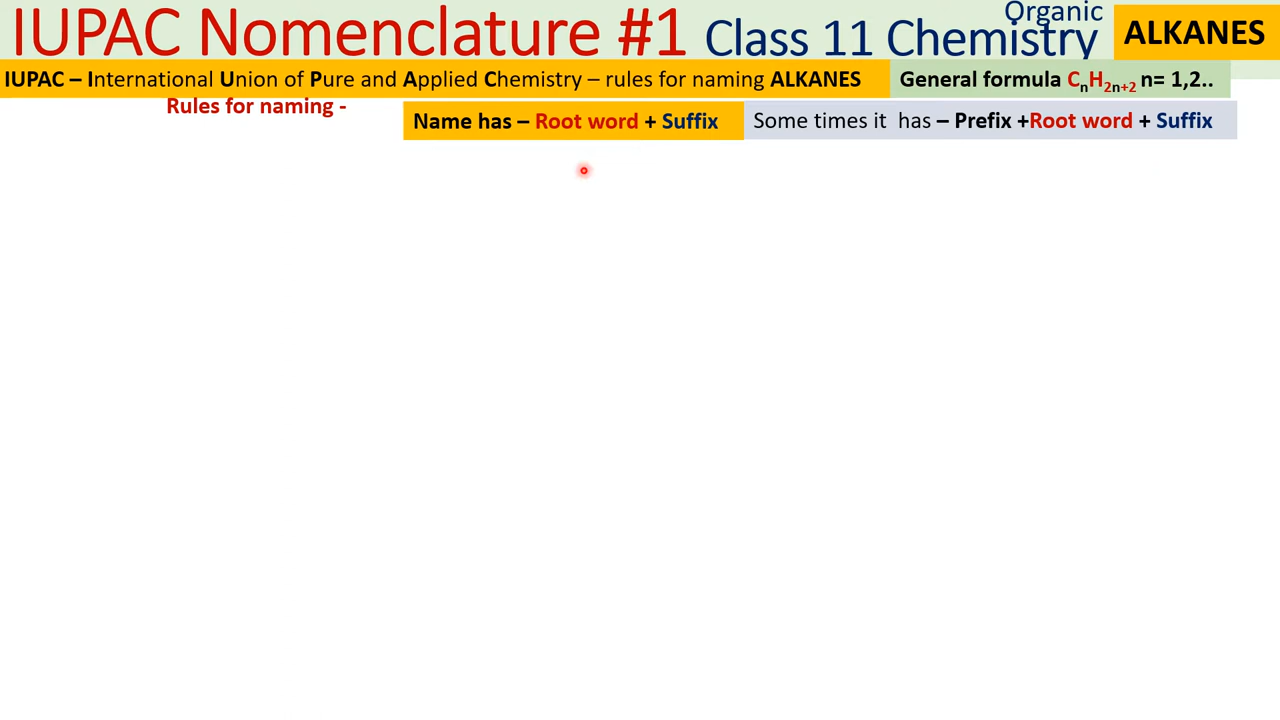 IUPAC Nomenclature #1 Class 11 Chemistry
Organic
ALKANES
IUPAC – International Union of Pure and Applied Chemistry – rules for naming ALKANES
General formula CnH2n+2 n= 1,2..
Rules for naming -
Name has – Root word + Suffix
Some times it has – Prefix +Root word + Suffix